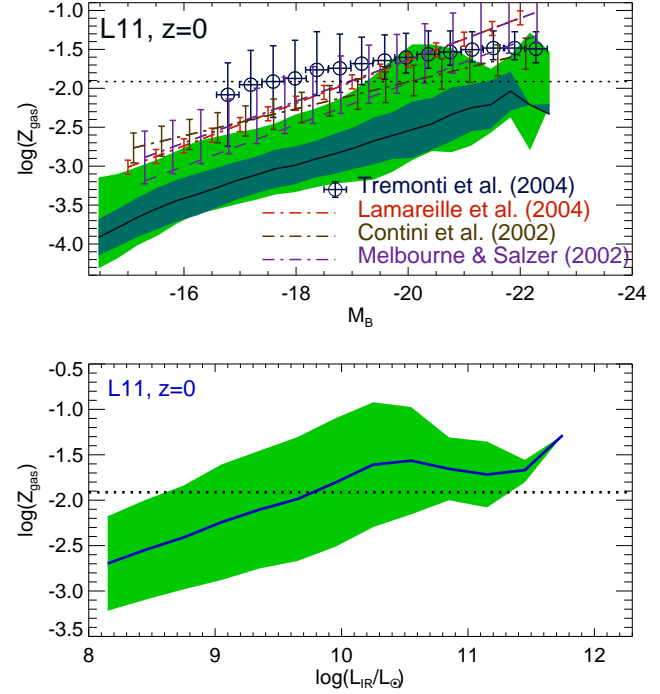 -1.0
L11, z=0
-1.5
-2.0
-2.5
-3.0
-3.5
-4.0
log(Z_gas)
Tremonti et al. (2004)
Lamareille et al. (2004)
Contini et al. (2002)
Melbourne & Salzer (2002)
-16
-18
-20
-22
-24
M_B
-0.5
L11, z=0
-1.0
-1.5
-2.0
-2.5
-3.0
-3.5
log(Z_gas)
8
9
10
11
12
log(L_IR/L_☉)